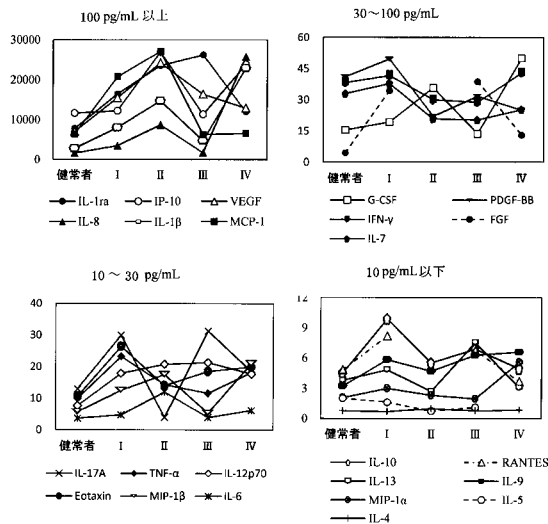 100 pg/mL 以上
30000
20000
10000
0
健常者 I II III IV
IL-1ra IP-10 VEGF
IL-8 IL-1β MCP-1
30～100 pg/mL
60
45
30
15
0
健常者 I II III IV
G-CSF PDGF-BB
IFN-γ FGF
IL-7
10 ～ 30 pg/mL
40
30
20
10
0
健常者 I II III IV
IL-17A TNF-α IL-12p70
Eotaxin MIP-1β IL-6
10 pg/mL 以下
12
9
6
3
0
健常者 I II III IV
IL-10 RANTES
IL-13 IL-9
MIP-1α IL-5
IL-4